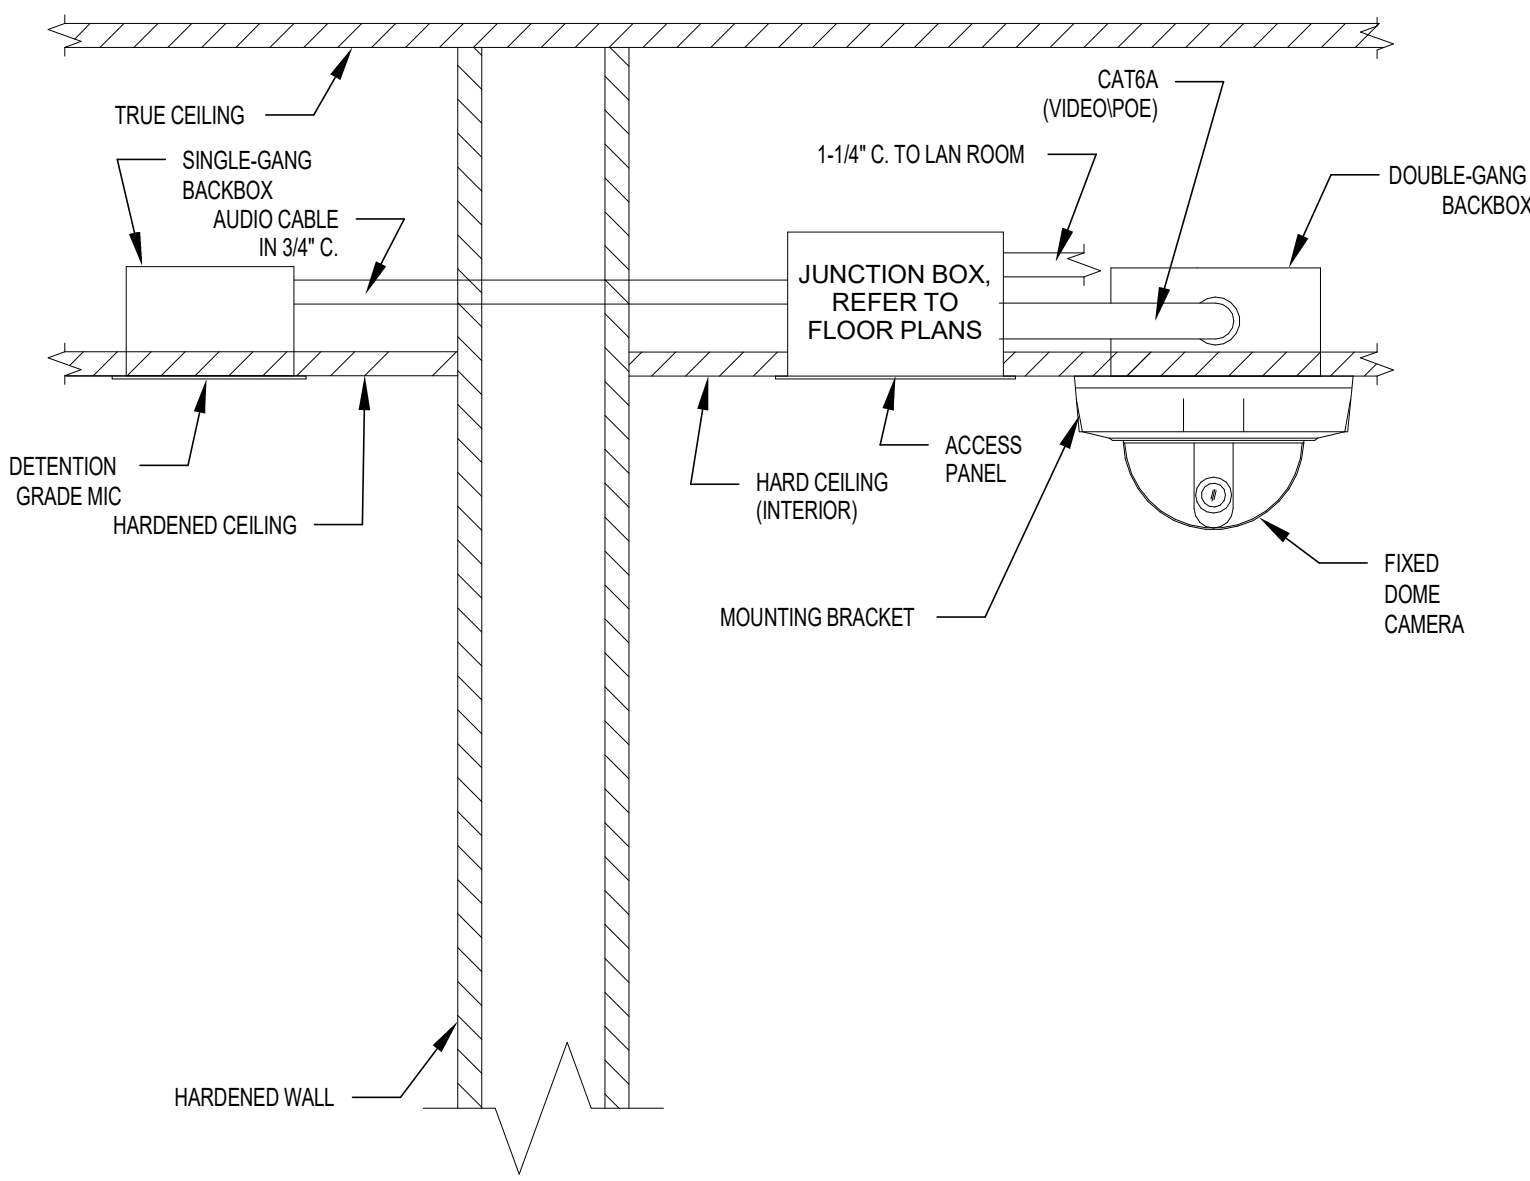 TRUE CEILING
SINGLE-GANG
BACKBOX
AUDIO CABLE
IN 3/4" C.
CAT6A
(VIDEO\POE)
1-1/4" C. TO LAN ROOM
DOUBLE-GANG
BACKBOX
JUNCTION BOX,
REFER TO
FLOOR PLANS
DETENTION
GRADE MIC
HARDENED CEILING
HARD CEILING
(INTERIOR)
ACCESS
PANEL
MOUNTING BRACKET
FIXED
DOME
CAMERA
HARDENED WALL